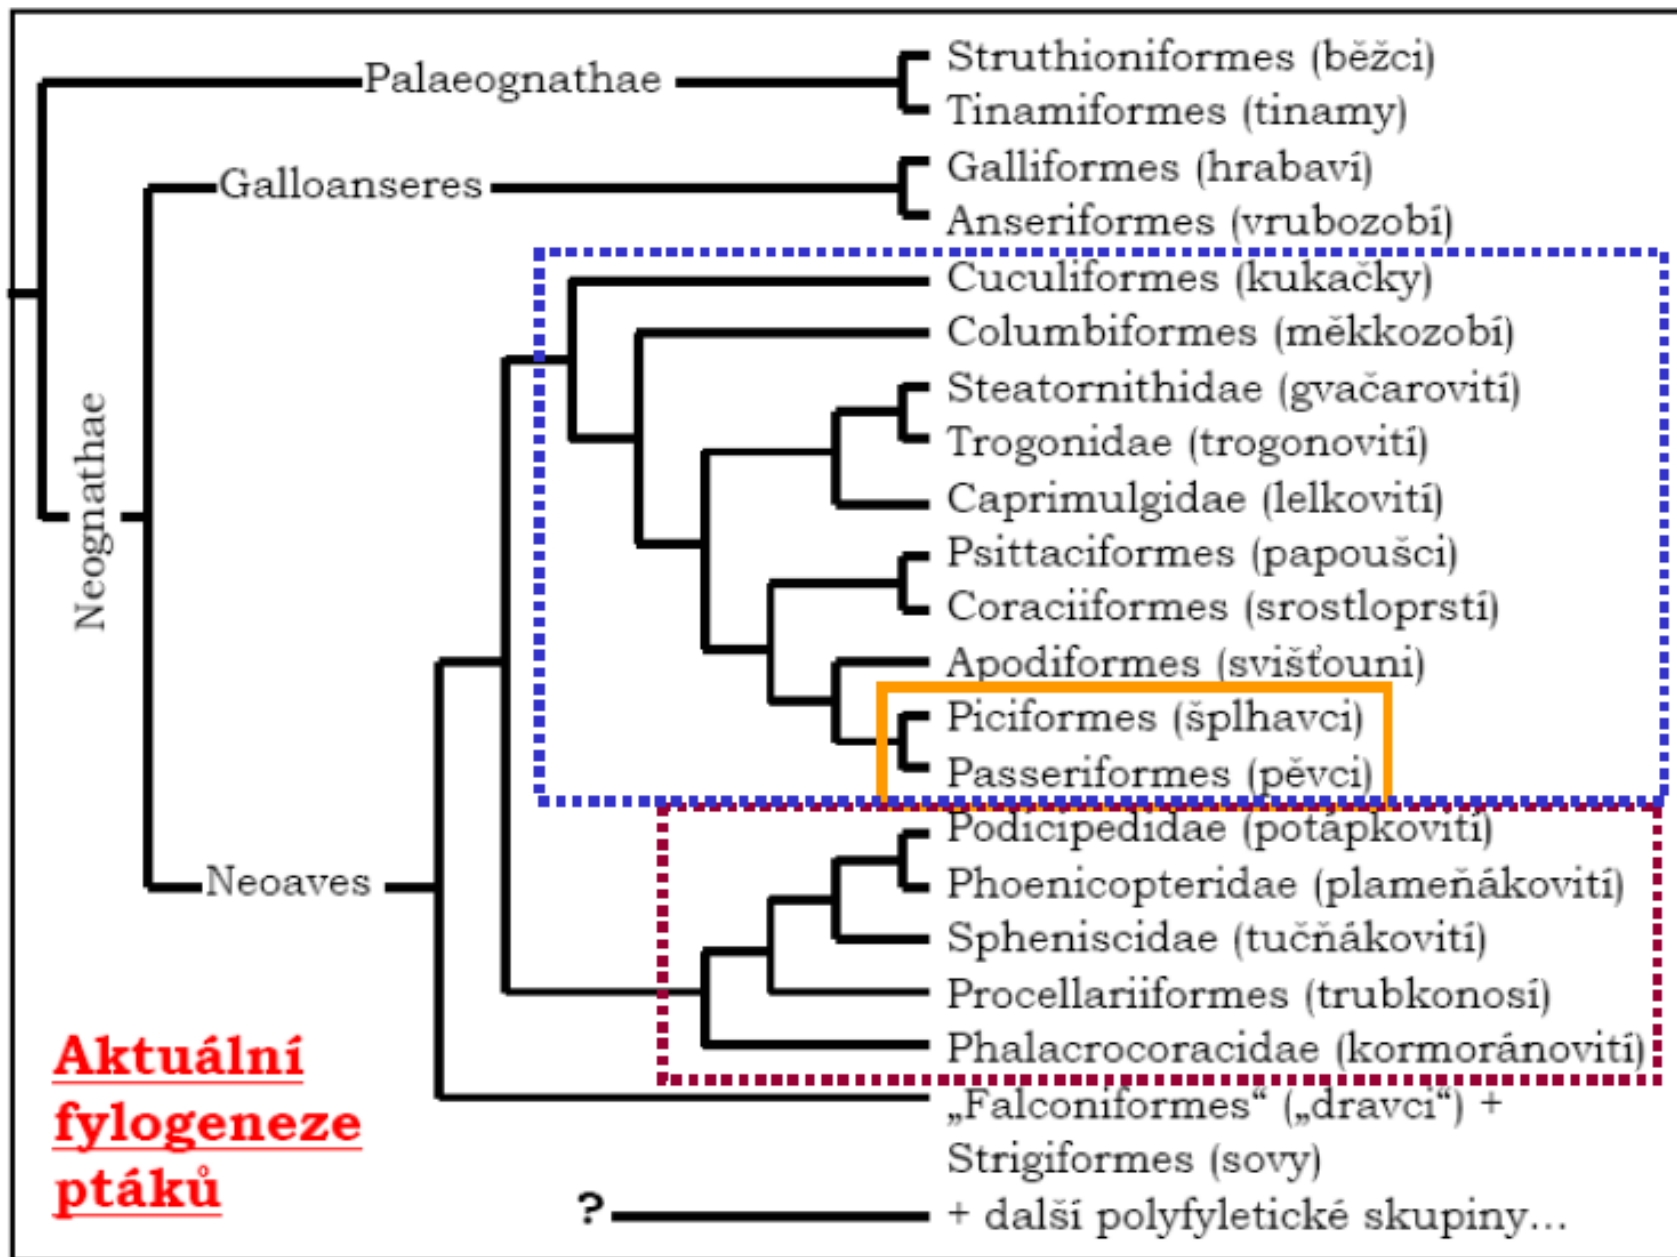 Palaeognathae
Struthioniformes (běžci)
Tinamiformes (tinamy)
Galloanseres
Galliformes (hrabaví)
Anseriformes (vrubozobí)
Neognathae
Cuculiformes (kukačky)
Columbiformes (měkkozobí)
Steatornithidae (gvačarovití)
Trogonidae (trogonovití)
Caprimulgidae (lelkovití)
Psittaciformes (papoušci)
Coraciiformes (srostloprstí)
Apodiformes (svišťouni)
Piciformes (šplhavci)
Passeriformes (pěvci)
Neoaves
Podicipedidae (potápkovití)
Phoenicopteridae (plameňákovití)
Spheniscidae (tučňákovití)
Procellariiformes (trubkonosí)
Phalacrocoracidae (kormoránovití)
„Falconiformes“ („dravci“) +
Strigiformes (sovy)
? + další polyfyletické skupiny...
Aktuální
fylogeneze
ptáků